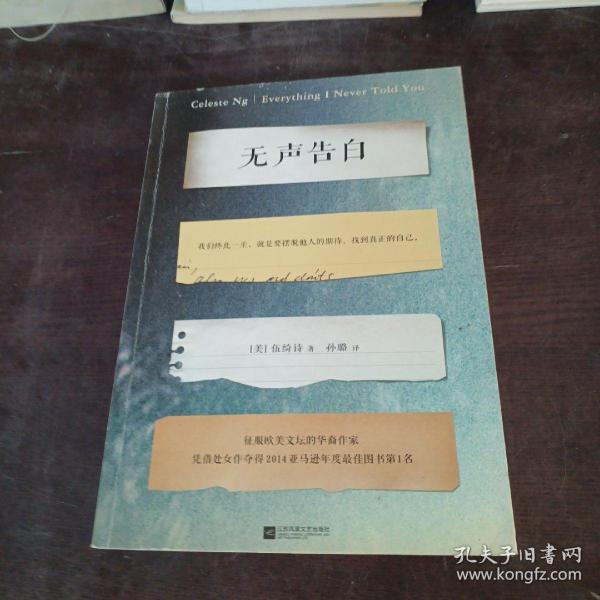 Celeste Ng | Everything I Never Told You
无声告白
我们终此一生，就是要摆脱他人的期待，找到真正的自己。
[美] 伍绮诗 著 孙璐 译
征服欧美文坛的华裔作家
凭借处女作夺得2014亚马逊年度最佳图书第1名
江苏凤凰文艺出版社
孔夫子旧书网
www.kongfz.com